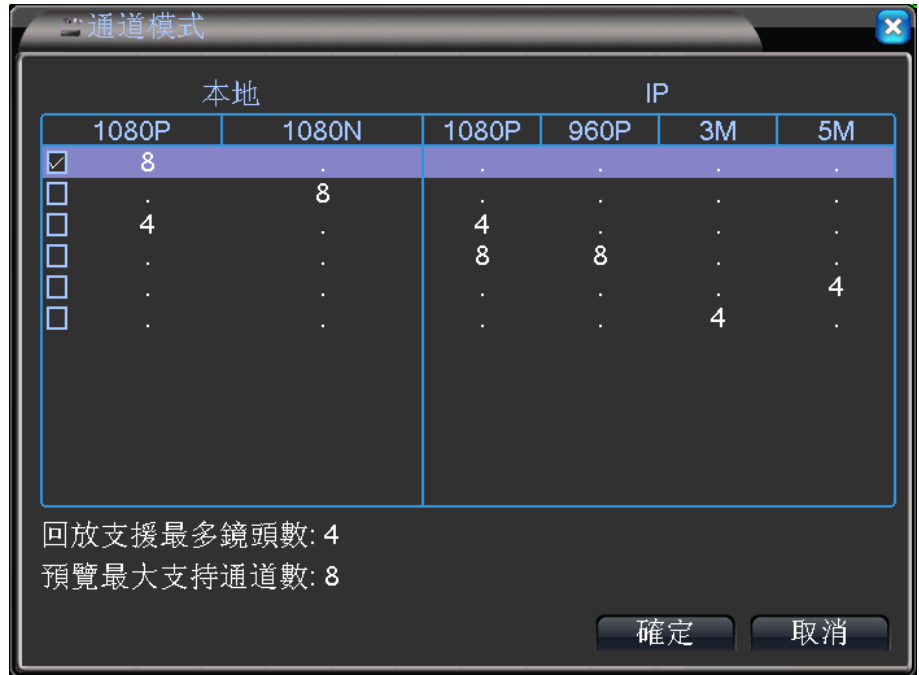 通道模式
本地 IP
1080P 1080N 1080P 960P 3M 5M
8 . . . . .
. 8 . . . .
4 . 4 . . .
. . 8 8 . .
. . . . . 4
. . . . 4 .
回放支援最多鏡頭數: 4
預覽最大支持通道數: 8
確定 取消